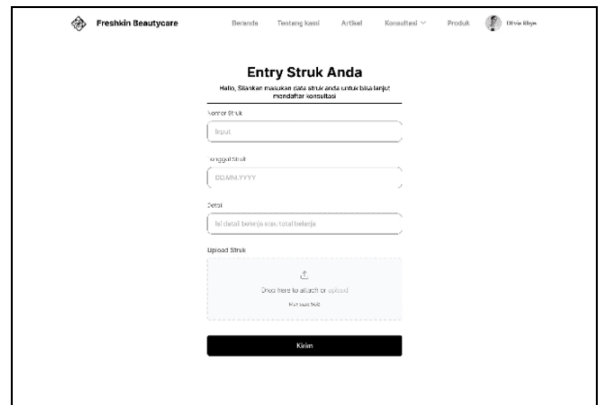 Freshkin Beautycare Beranda Tentang kami Artikel Konsultasi Produk Olivia Rhye
Entry Struk Anda
Hallo, Silahkan masukan data struk anda untuk bisa lanjut
mendaftar konsultasi
Nomor Struk
Input
Tanggal Struk
DD/MM/YYYY
Detail
Isi detail belanja atau total belanja
Upload Struk
Drop here to attach or upload
Kirim